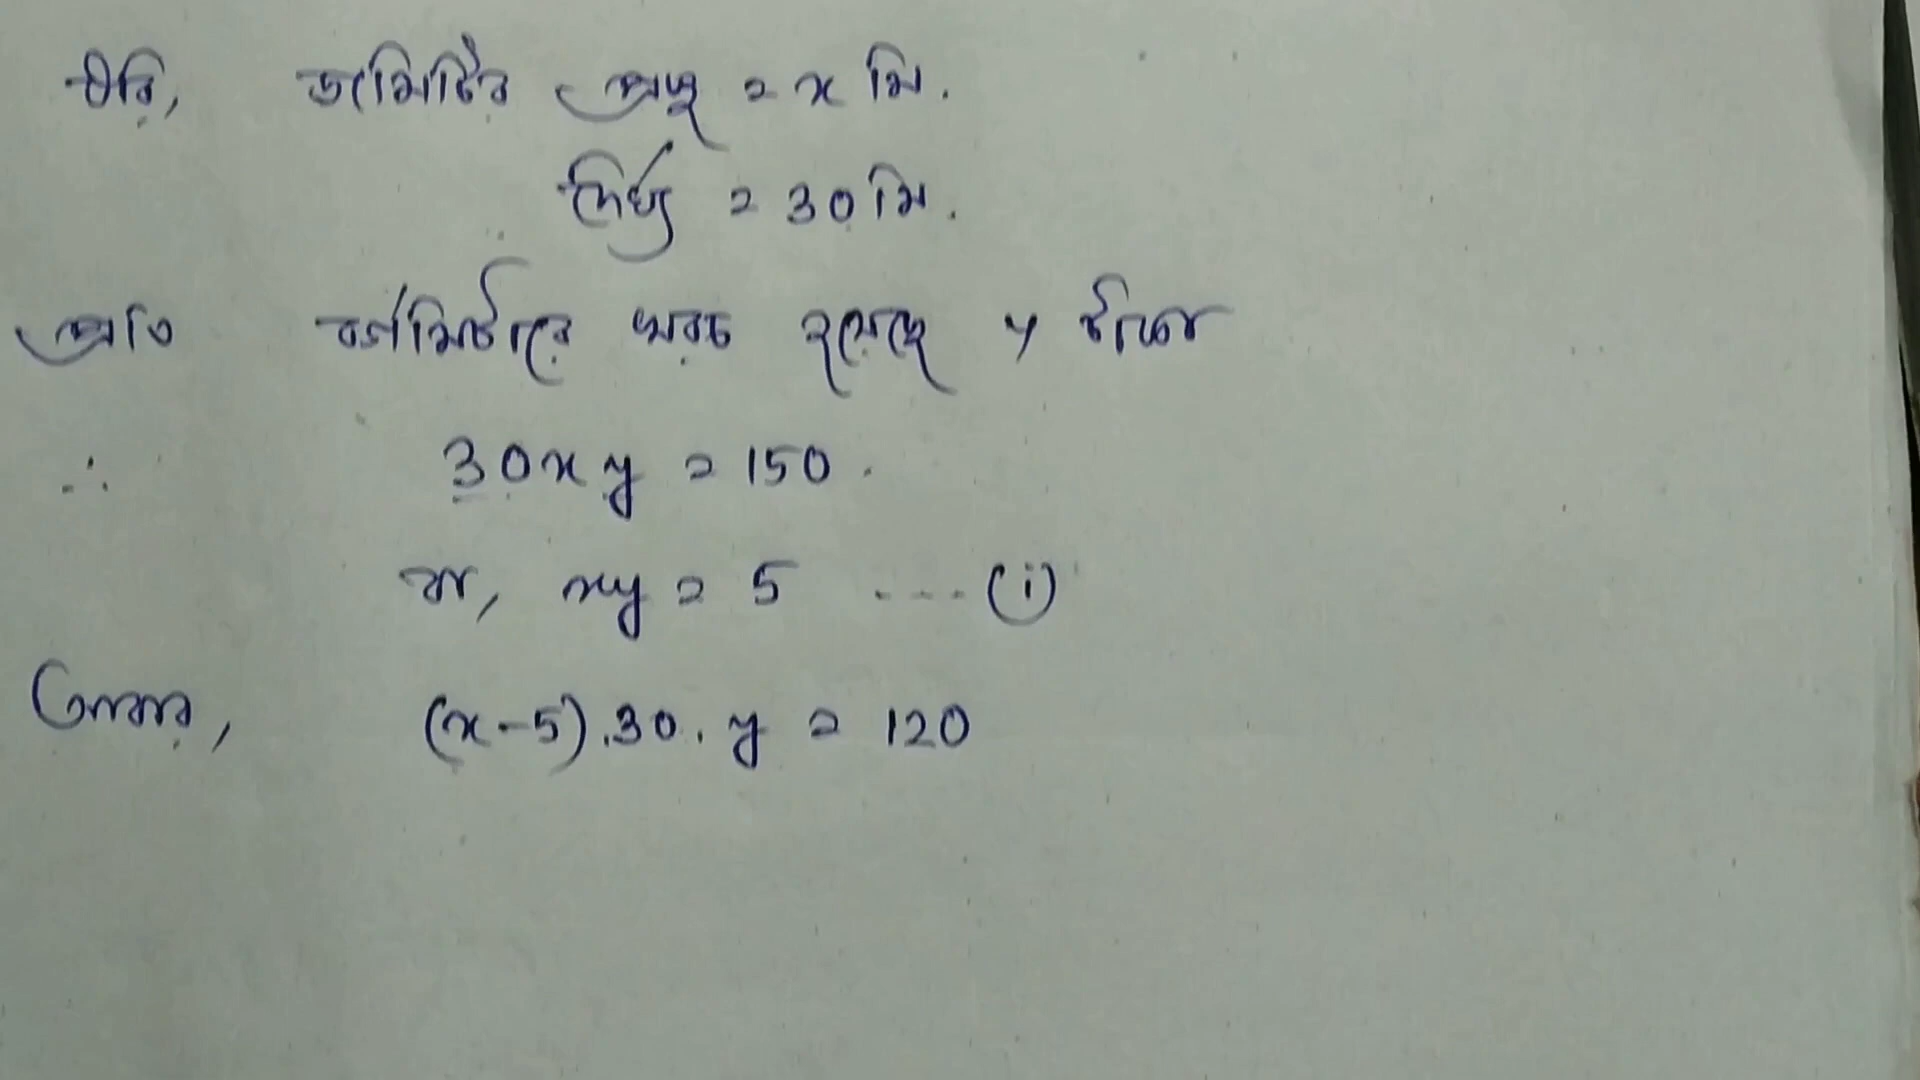 ধরি, জমিটির প্রস্থ = x মি.
দৈর্ঘ্য = 30 মি.
প্রতি বর্গমিটারে খরচ হয়েছে y টাকা
∴ 30xy = 150.
বা, xy = 5 ---- (i)
আবার, (x-5).30.y = 120